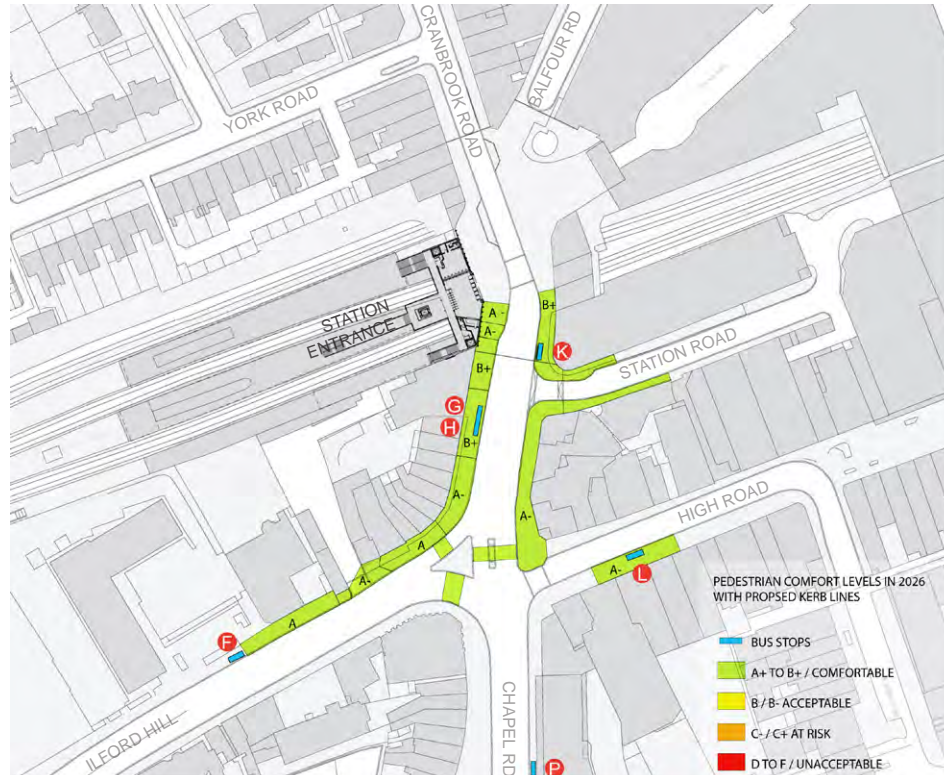 CRANBROOK ROAD
BALFOUR RD
YORK ROAD
STATION
ENTRANCE
A -
A-
B+
B+
K
STATION ROAD
G
H
B+
A-
A-
HIGH ROAD
A
A-
L
A-
A
F
ILFORD HILL
CHAPEL RD
P
PEDESTRIAN COMFORT LEVELS IN 2026
WITH PROPSED KERB LINES
BUS STOPS
A+ TO B+ / COMFORTABLE
B / B- ACCEPTABLE
C- / C+ AT RISK
D TO F / UNACCEPTABLE